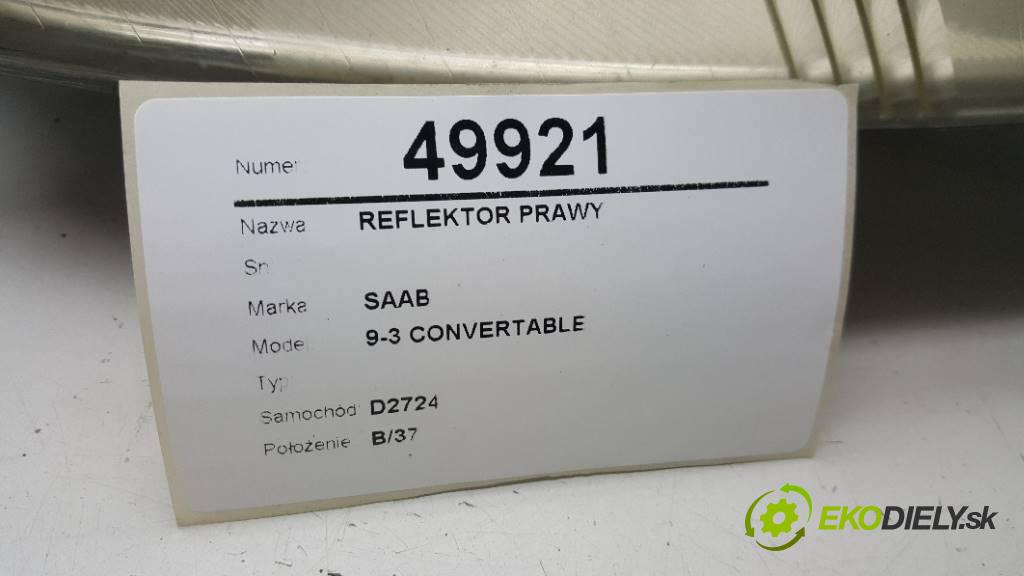 Numer 49921
Nazwa REFLEKTOR PRAWY
Sn
Marka SAAB
Model 9-3 CONVERTABLE
Typ
Samochód D2724
Położenie B/37
EKODIELY.sk